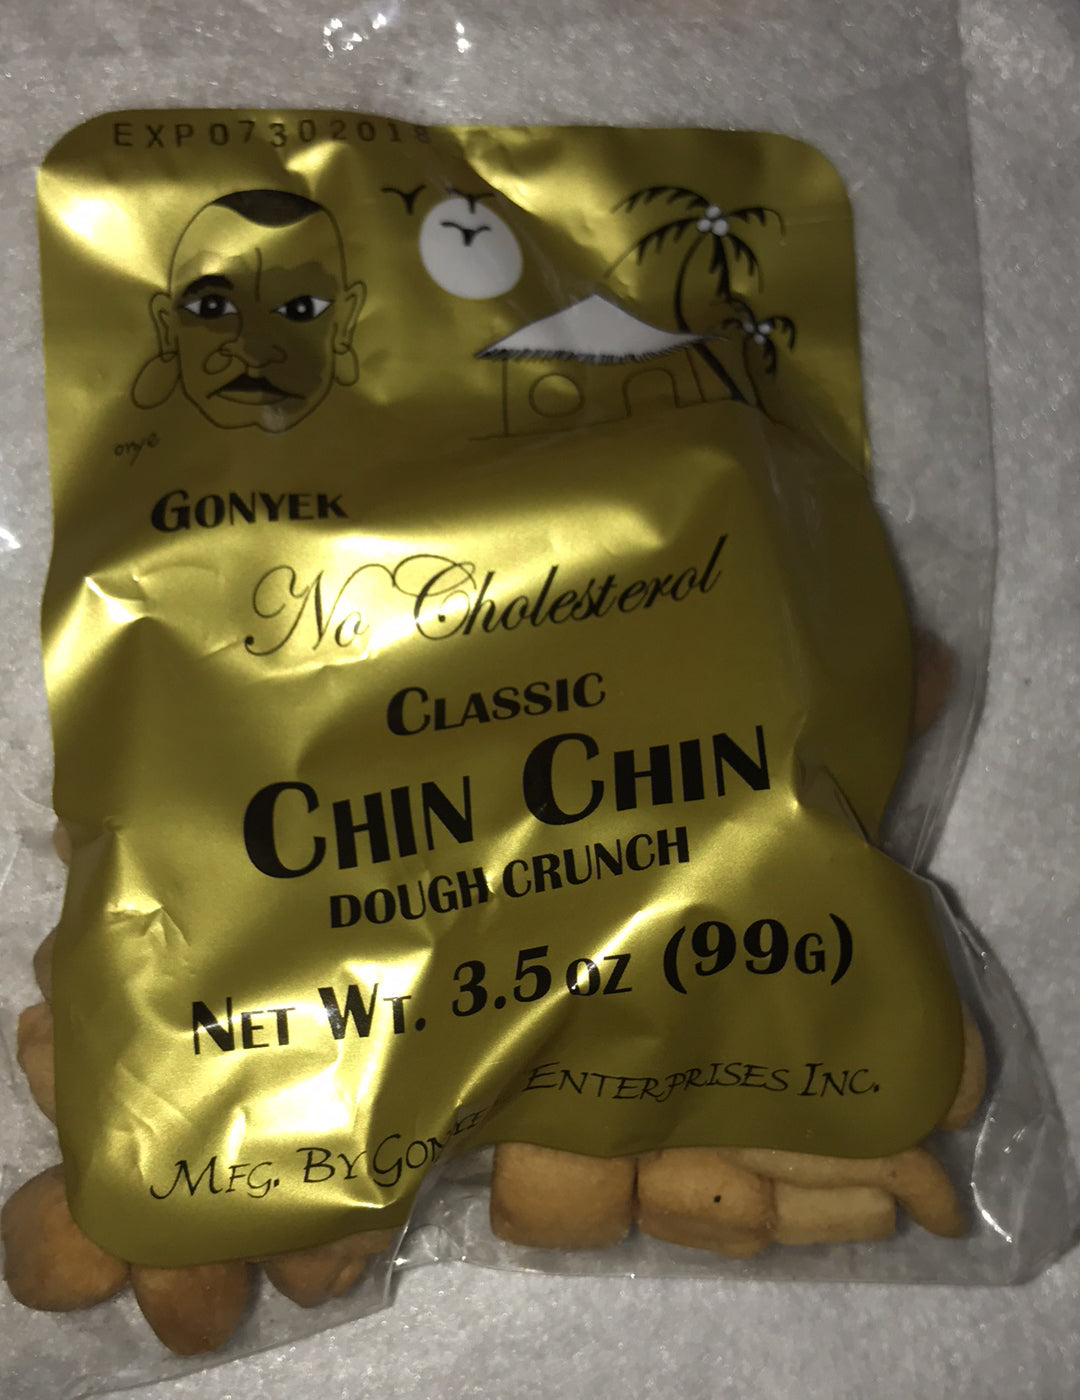 EXP07302018
onye
GONYEK
No Cholesterol
CLASSIC
CHIN CHIN
DOUGH CRUNCH
NET WT. 3.5 OZ (99G)
MFG. BY GONYEK ENTERPRISES INC.